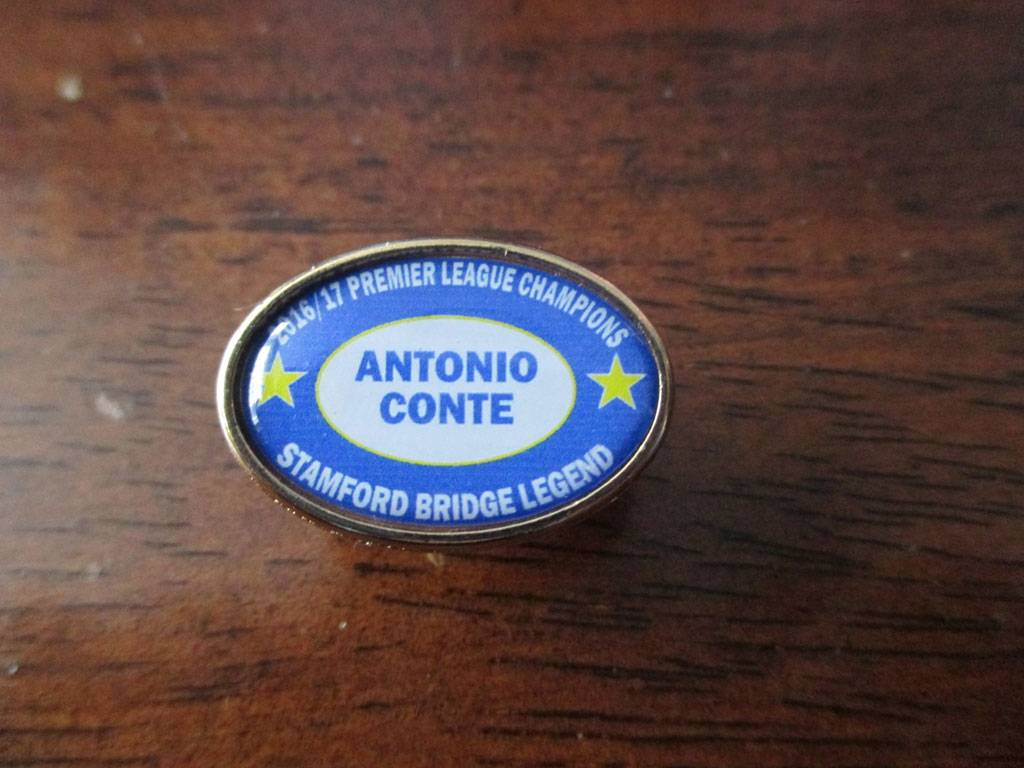 2016/17 PREMIER LEAGUE CHAMPIONS
ANTONIO
CONTE
STAMFORD BRIDGE LEGEND